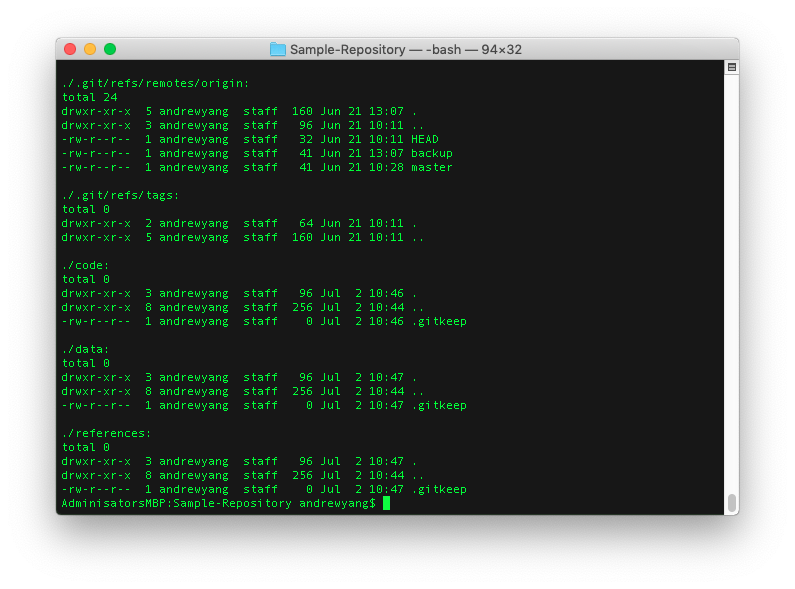 Sample-Repository — -bash — 94×32
./.git/refs/remotes/origin:
total 24
drwxr-xr-x  5 andrewyang  staff  160 Jun 21 13:07 .
drwxr-xr-x  3 andrewyang  staff   96 Jun 21 10:11 ..
-rw-r--r--  1 andrewyang  staff   32 Jun 21 10:11 HEAD
-rw-r--r--  1 andrewyang  staff   41 Jun 21 13:07 backup
-rw-r--r--  1 andrewyang  staff   41 Jun 21 10:28 master
./.git/refs/tags:
total 0
drwxr-xr-x  2 andrewyang  staff   64 Jun 21 10:11 .
drwxr-xr-x  5 andrewyang  staff  160 Jun 21 10:11 ..
./code:
total 0
drwxr-xr-x  3 andrewyang  staff   96 Jul  2 10:46 .
drwxr-xr-x  8 andrewyang  staff  256 Jul  2 10:44 ..
-rw-r--r--  1 andrewyang  staff    0 Jul  2 10:46 .gitkeep
./data:
total 0
drwxr-xr-x  3 andrewyang  staff   96 Jul  2 10:47 .
drwxr-xr-x  8 andrewyang  staff  256 Jul  2 10:44 ..
-rw-r--r--  1 andrewyang  staff    0 Jul  2 10:47 .gitkeep
./references:
total 0
drwxr-xr-x  3 andrewyang  staff   96 Jul  2 10:47 .
drwxr-xr-x  8 andrewyang  staff  256 Jul  2 10:44 ..
-rw-r--r--  1 andrewyang  staff    0 Jul  2 10:47 .gitkeep
AdminisatorsMBP:Sample-Repository andrewyang$